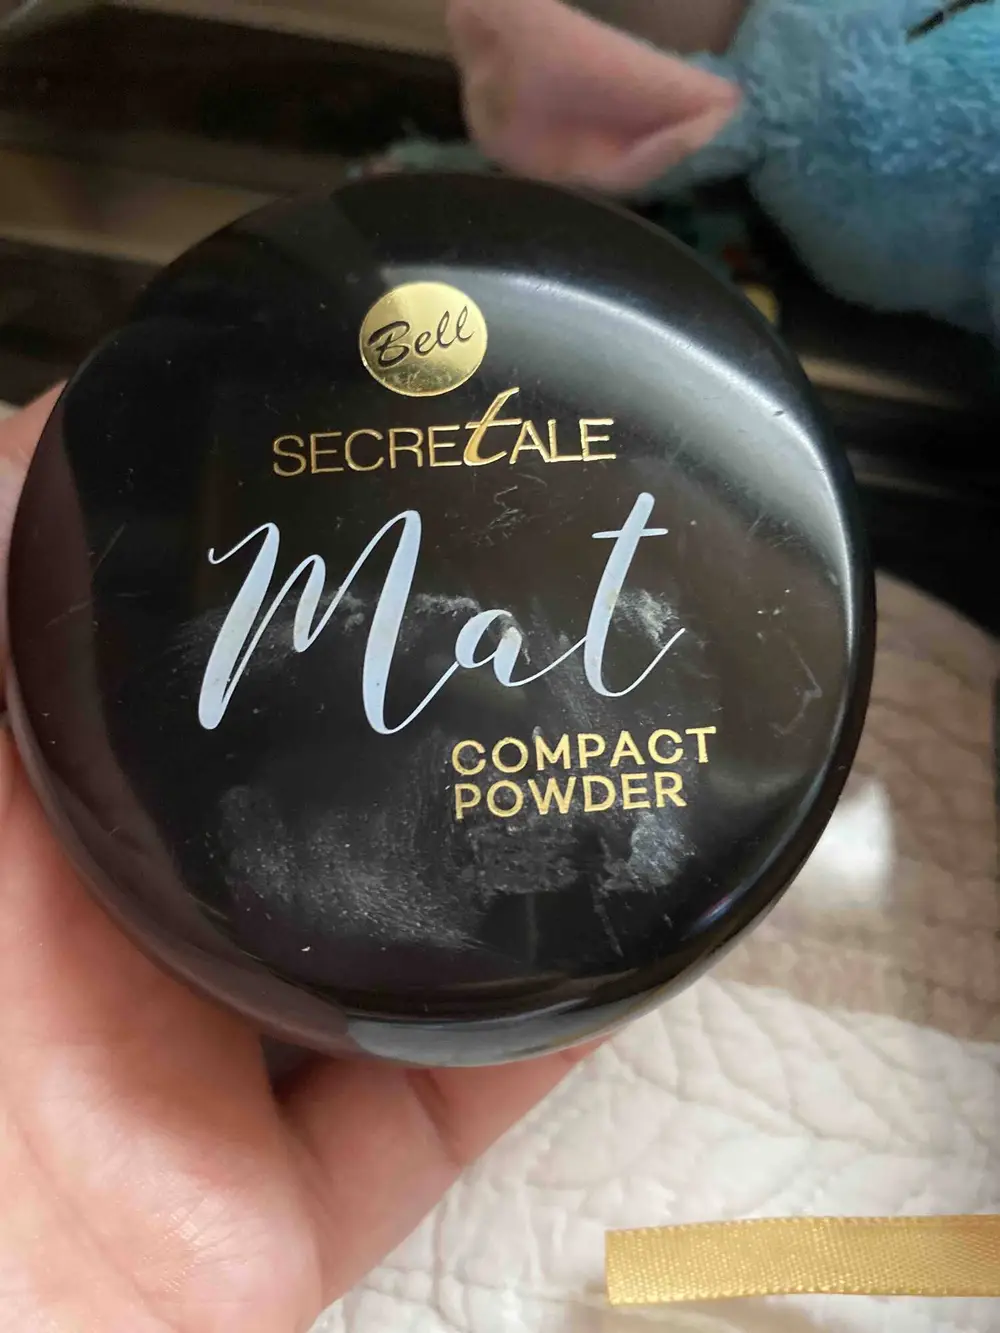 Bell
SECRETALE
Mat
COMPACT
POWDER